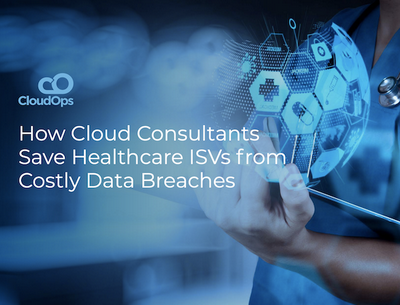 CloudOps
How Cloud Consultants
Save Healthcare ISVs from
Costly Data Breaches